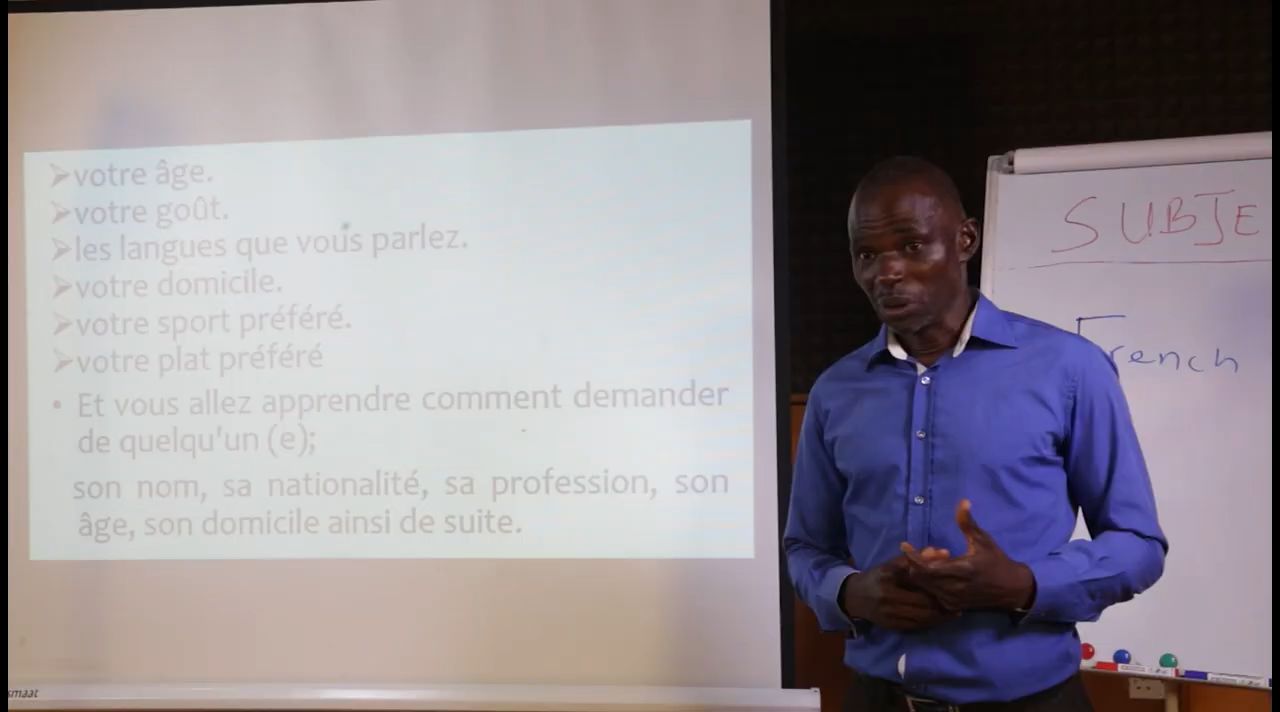 ➢votre âge.
➢votre goût.
➢les langues que vous parlez.
➢votre domicile.
➢votre sport préféré.
➢votre plat préféré
• Et vous allez apprendre comment demander
de quelqu'un (e);
son nom, sa nationalité, sa profession, son
âge, son domicile ainsi de suite.
smaat
SUBJE
French